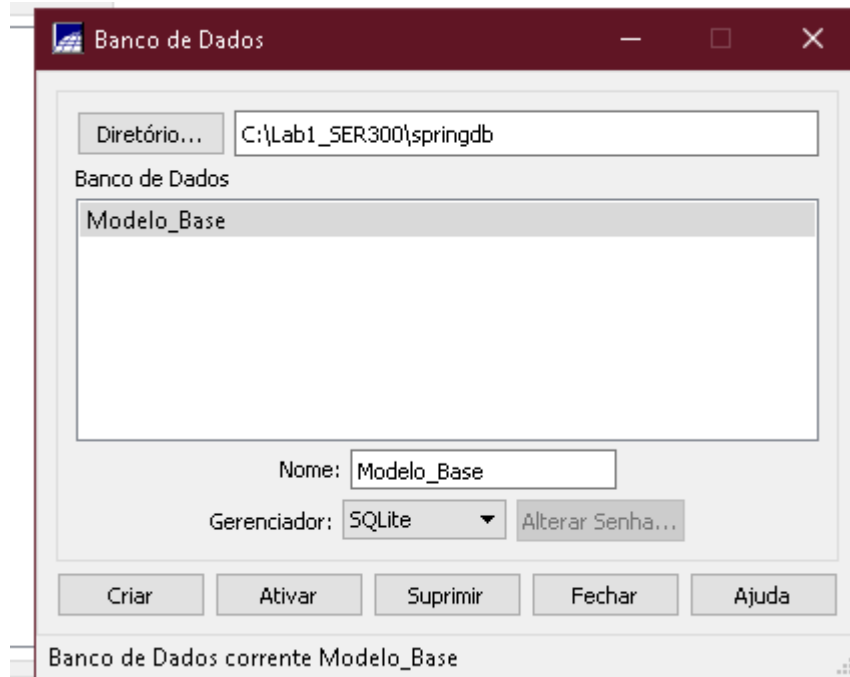 Banco de Dados
Diretório... C:\Lab1_SER300\springdb
Banco de Dados
Modelo_Base
Nome: Modelo_Base
Gerenciador: SQLite Alterar Senha...
Criar Ativar Suprimir Fechar Ajuda
Banco de Dados corrente Modelo_Base